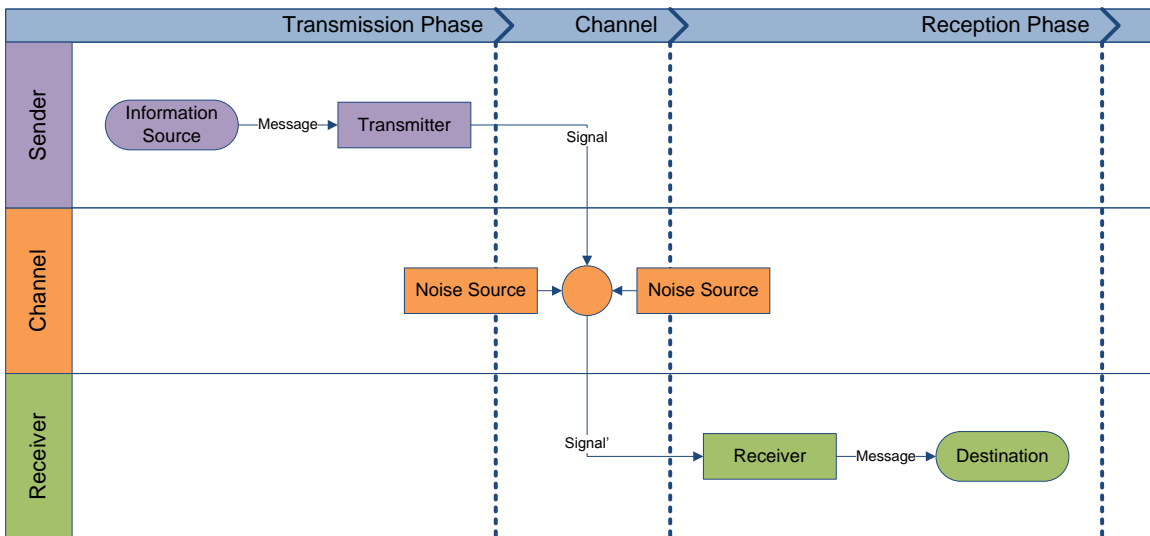 Transmission Phase
Channel
Reception Phase
Sender
Information
Source
Message
Transmitter
Signal
Channel
Noise Source
Noise Source
Receiver
Signal’
Receiver
Message
Destination